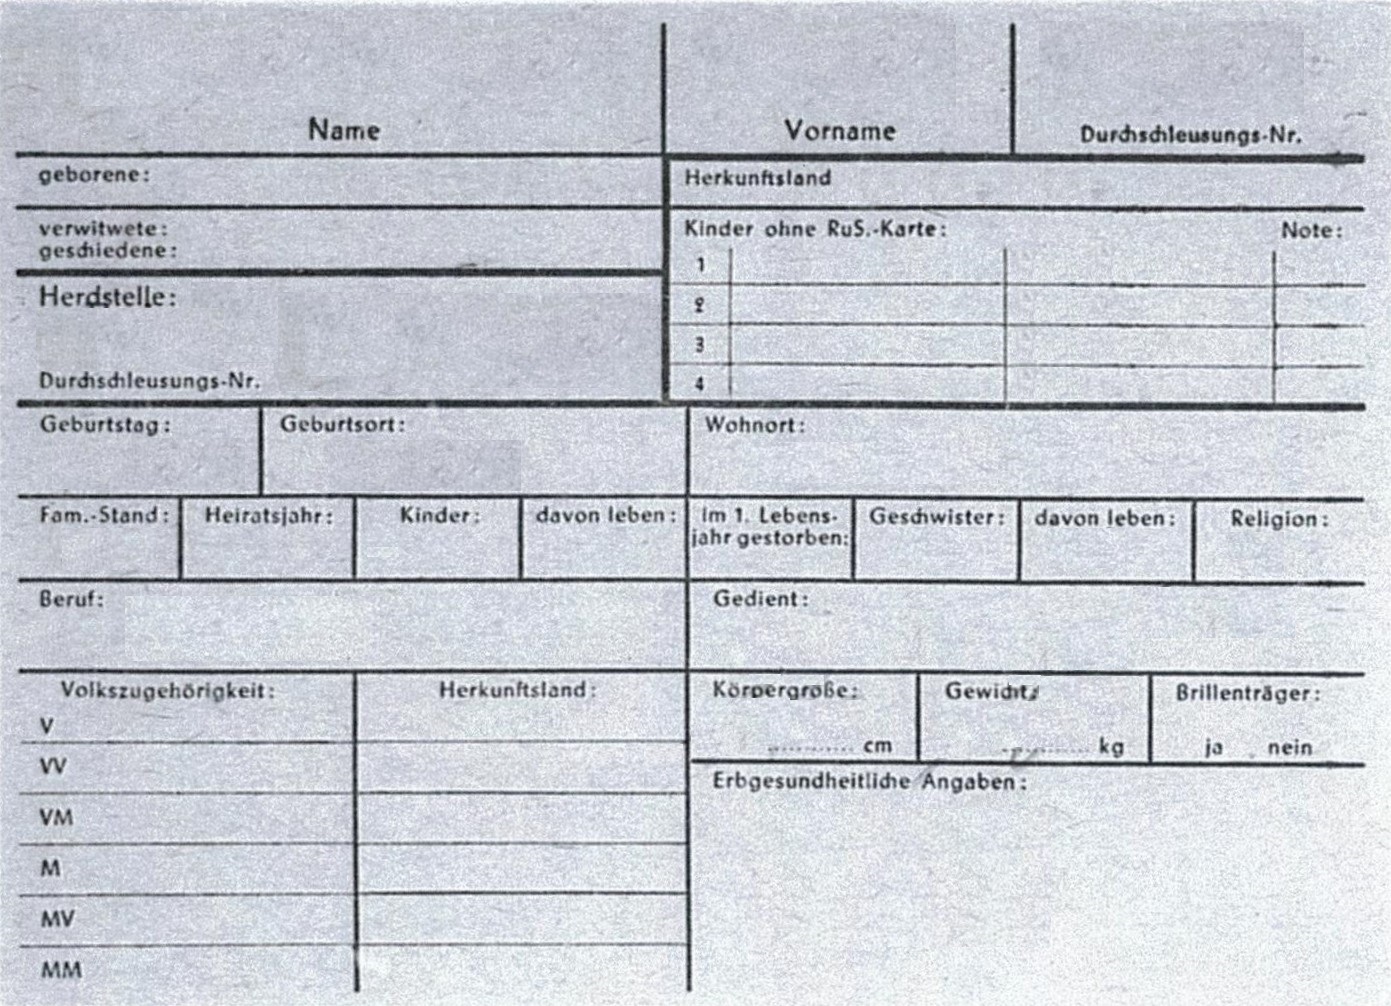 Name Vorname Durchschleusungs-Nr.
geborene: Herkunftsland
verwitwete:
geschiedene:
Kinder ohne RuS.-Karte: Note:
1
2
3
4
Herdstelle:
Durchschleusungs-Nr.
Geburtstag: Geburtsort: Wohnort:
Fam.-Stand: Heiratsjahr: Kinder: davon leben: im 1. Lebens-
jahr gestorben: Geschwister: davon leben: Religion:
Beruf: Gedient:
Volkszugehörigkeit: Herkunftsland: Körpergröße: Gewicht: Brillenträger:
V
cm kg ja nein
VV
Erbgesundheitliche Angaben:
VM
M
MV
MM